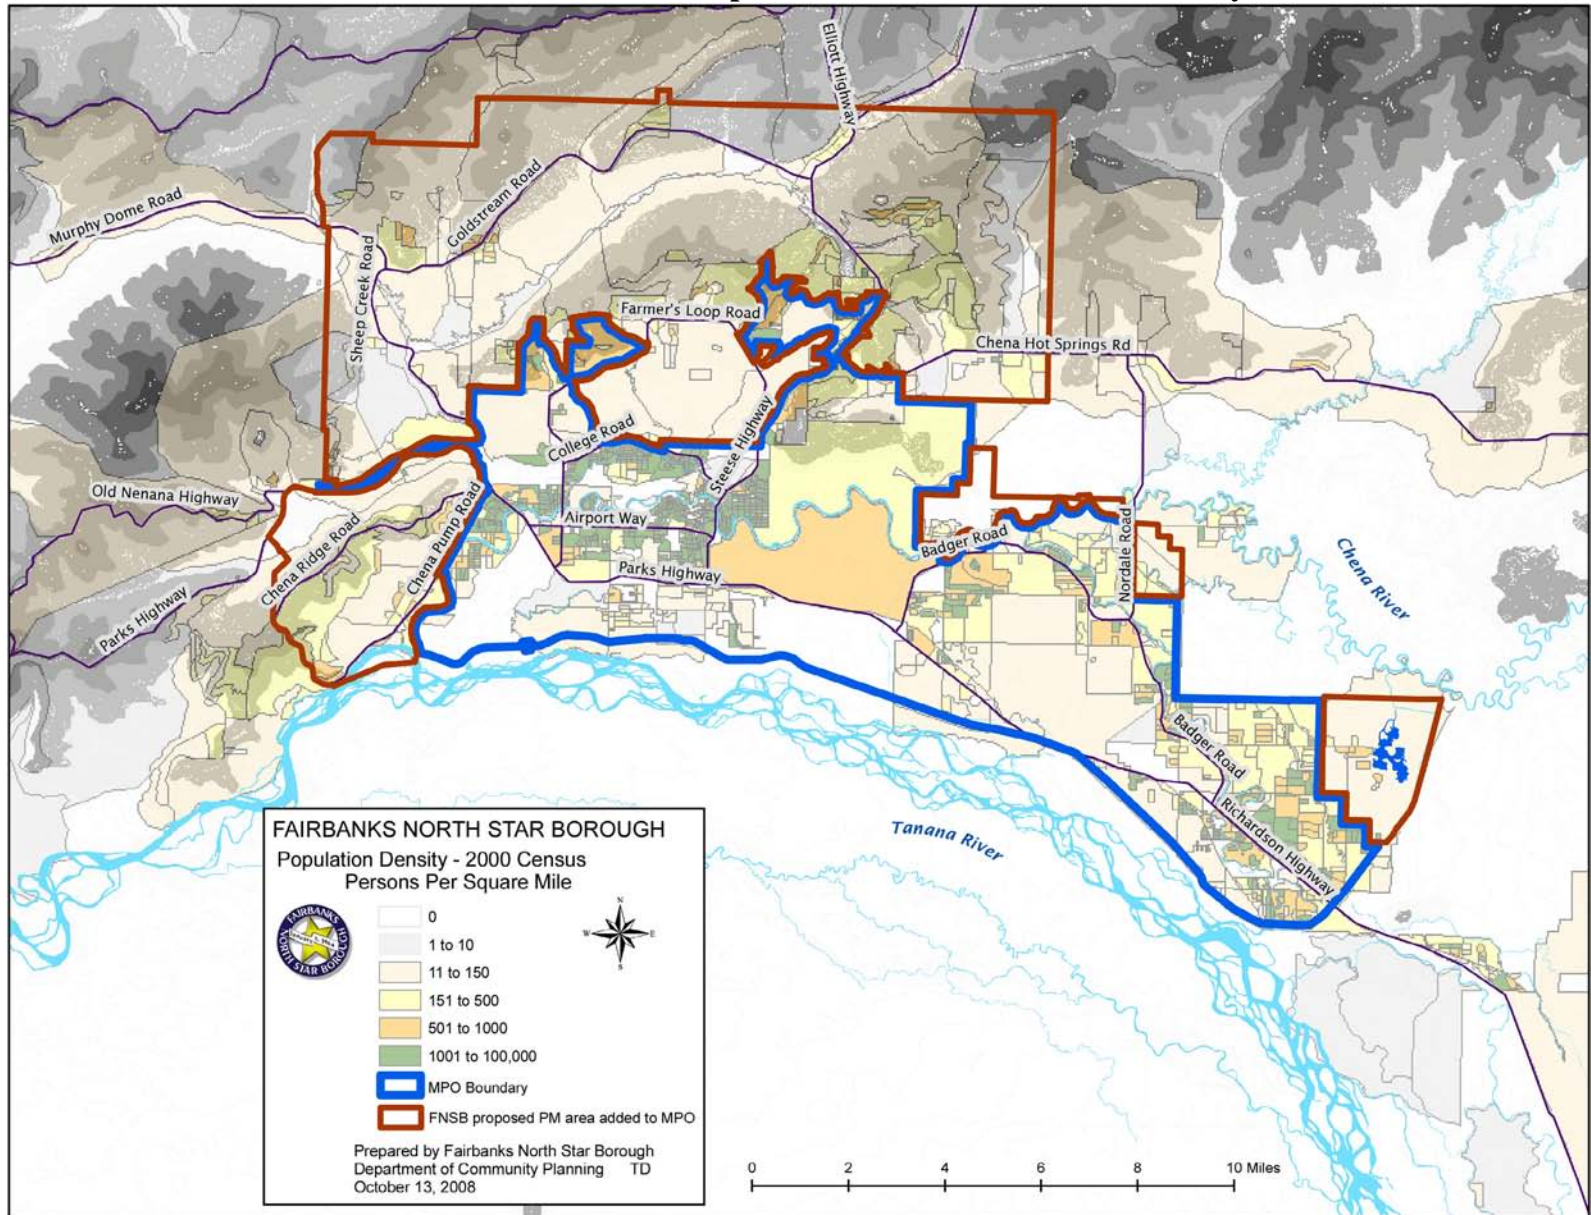 Elliott Highway
Murphy Dome Road
Goldstream Road
Sheep Creek Road
Farmer's Loop Road
Chena Hot Springs Rd
College Road
Steese Highway
Old Nenana Highway
Airport Way
Chena Ridge Road
Chena Pump Road
Badger Road
Nordale Road
Parks Highway
Parks Highway
Chena River
Badger Road
Richardson Highway
Tanana River
FAIRBANKS NORTH STAR BOROUGH
Population Density - 2000 Census
Persons Per Square Mile
FAIRBANKS
NORTH STAR BOROUGH
N
W E
S
0
1 to 10
11 to 150
151 to 500
501 to 1000
1001 to 100,000
MPO Boundary
FNSB proposed PM area added to MPO
Prepared by Fairbanks North Star Borough
Department of Community Planning TD
October 13, 2008
0 2 4 6 8 10 Miles